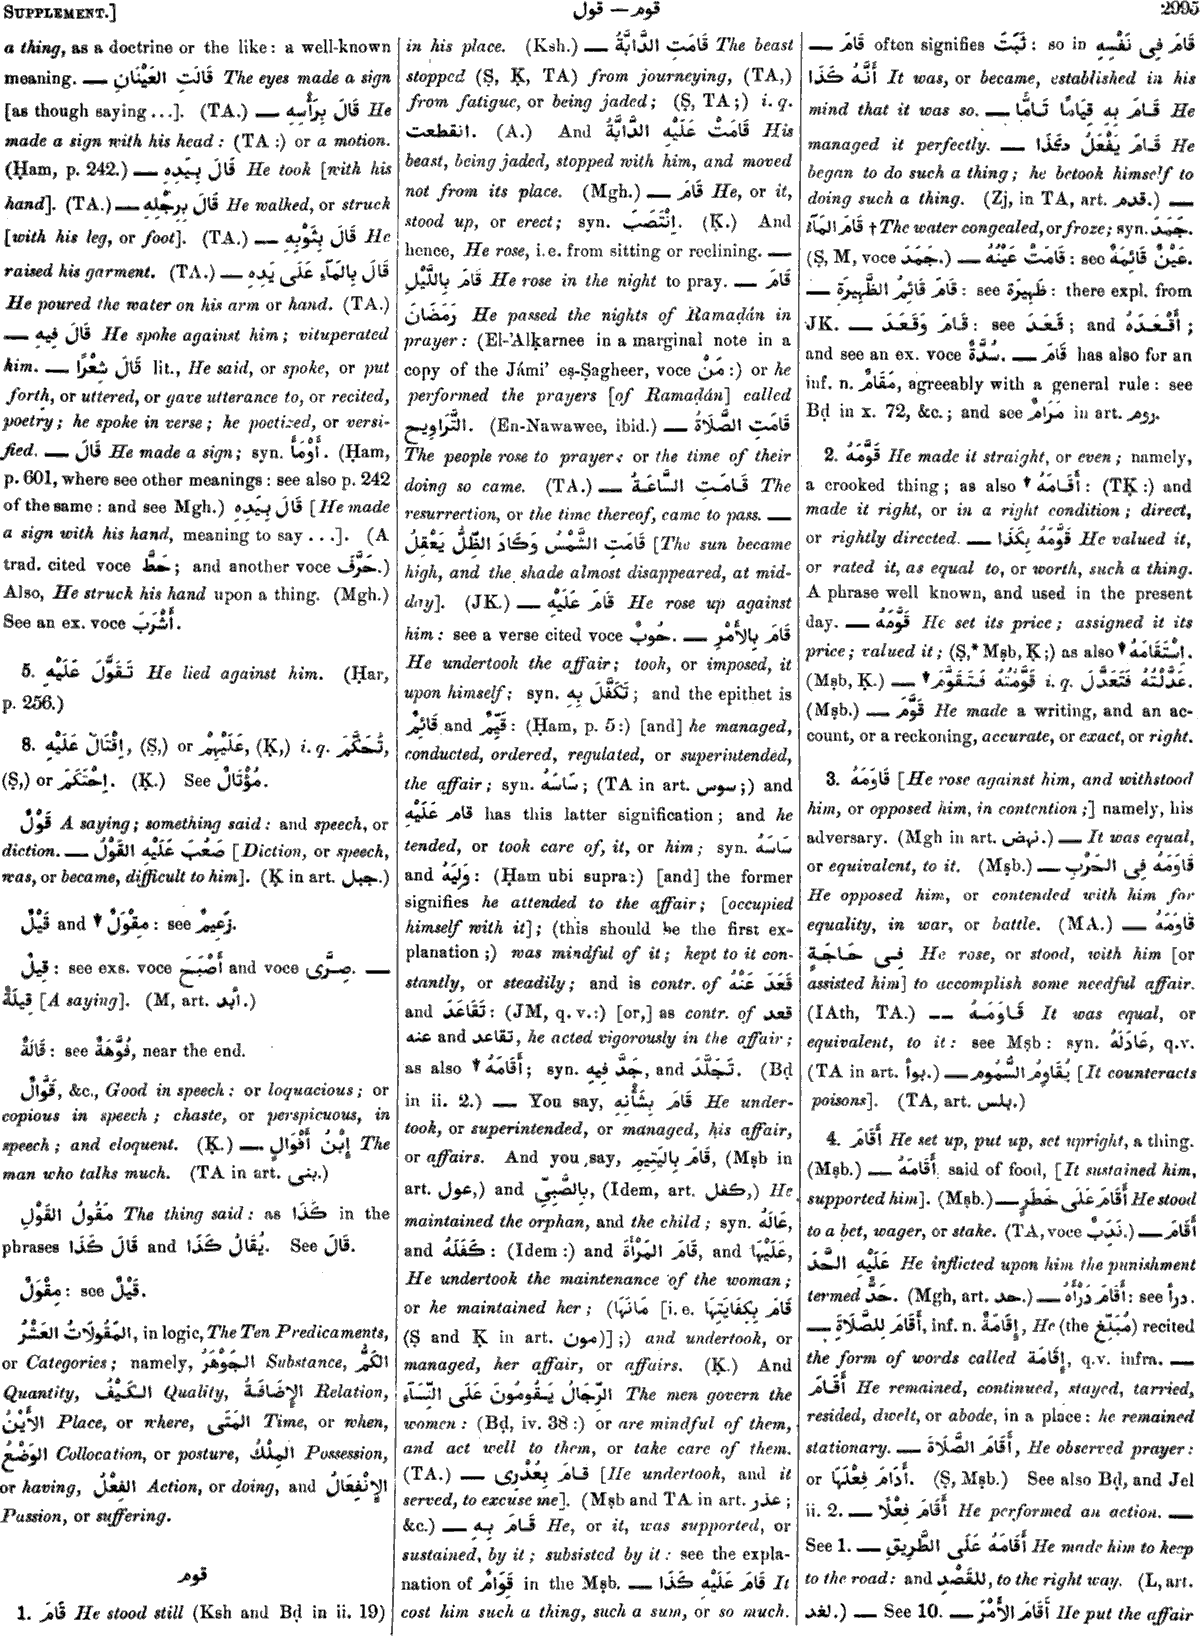 SUPPLEMENT.]
قول — قوم
2995
a thing, as a doctrine or the like: a well-known
meaning. — قَالَتِ العَيْنَانِ The eyes made a sign
[as though saying ...]. (TA.) — قَالَ بِرَأْسِهِ He
made a sign with his head: (TA:) or a motion.
(Ḥam, p. 242.) — قَالَ بِيَدِهِ He took [with his
hand]. (TA.) — قَالَ بِرِجْلِهِ He walked, or struck
[with his leg, or foot]. (TA.) — قَالَ بِثَوْبِهِ He
raised his garment. (TA.) — قَالَ بِالمَآءِ عَلَى يَدِهِ
He poured the water on his arm or hand. (TA.)
— قَالَ فِيهِ He spoke against him; vituperated
him. — قَالَ شِعْرًا lit., He said, or spoke, or put
forth, or uttered, or gave utterance to, or recited,
poetry; he spoke in verse; he poetized, or versi-
fied. — قَالَ He made a sign; syn. أَوْمَأَ. (Ḥam,
p. 601, where see other meanings: see also p. 242
of the same: and see Mgh.) قَالَ بِيَدِهِ [He made
a sign with his hand, meaning to say ...]. (A
trad. cited voce خَطَّ; and another voce حَرَّفَ.)
Also, He struck his hand upon a thing. (Mgh.)
See an ex. voce أَشْرَبَ.
5. تَقَوَّلَ عَلَيْهِ He lied against him. (Ḥar,
p. 256.)
8. اِقْتَالَ عَلَيْهِ, (Ṣ,) or عَلَيْهِمْ, (Ḳ,) i. q. تَحَكَّمَ,
(Ṣ,) or اِحْتَكَمَ. (Ḳ.) See مُؤْتَالٌ.
قَوْلٌ A saying; something said: and speech, or
diction. — صَعُبَ عَلَيْهِ القَوْلُ [Diction, or speech,
was, or became, difficult to him]. (Ḳ in art. جبل.)
قَيْلٌ and ↓ مِقْوَلٌ: see زَعِيمٌ.
قِيلٌ: see exs. voce أَصْبَحَ and voce صِرَّى. —
قِيلَةٌ [A saying]. (M, art. أبد.)
قَالَةٌ: see فُوَّهَةٌ, near the end.
قَوَّالٌ, &c., Good in speech: or loquacious; or
copious in speech; chaste, or perspicuous, in
speech; and eloquent. (Ḳ.) — اِبْنُ أَقْوَالٍ The
man who talks much. (TA in art. بنى.)
مَقُولُ القَوْلِ The thing said: as كَذَا in the
phrases قَالَ كَذَا and يُقَالُ كَذَا. See قَالَ.
مِقْوَلٌ: see قَيْلٌ.
المَقُولَاتُ العَشْرُ, in logic, The Ten Predicaments,
or Categories; namely, الجَوْهَرُ Substance, الكَمُّ
Quantity, الكَيْفُ Quality, الإِضَافَةُ Relation,
الأَيْنُ Place, or where, المَتَى Time, or when,
الوَضْعُ Collocation, or posture, المِلْكُ Possession,
or having, الفِعْلُ Action, or doing, and الإِنْفِعَالُ
Passion, or suffering.
قوم
1. قَامَ He stood still (Ksh and Bḍ in ii. 19)
in his place. (Ksh.) — قَامَتِ الدَّابَّةُ The beast
stopped (Ṣ, Ḳ, TA) from journeying, (TA,)
from fatigue, or being jaded; (Ṣ, TA;) i. q.
انقطعت. (A.) And قَامَتْ عَلَيْهِ الدَّابَّةُ His
beast, being jaded, stopped with him, and moved
not from its place. (Mgh.) — قَامَ He, or it,
stood up, or erect; syn. اِنْتَصَبَ. (Ḳ.) And
hence, He rose, i.e. from sitting or reclining. —
قَامَ بِاللَّيْلِ He rose in the night to pray. — قَامَ
رَمَضَانَ He passed the nights of Ramaḍán in
prayer: (El-'Alḳarnee in a marginal note in a
copy of the Jámi' eṣ-Ṣagheer, voce مَنْ:) or he
performed the prayers [of Ramaḍán] called
التَّرَاوِيح. (En-Nawawee, ibid.) — قَامَتِ الصَّلَاةُ
The people rose to prayer: or the time of their
doing so came. (TA.) — قَامَتِ السَّاعَةُ The
resurrection, or the time thereof, came to pass. —
قَامَتِ الشَّمْسُ وَكَادَ الظِّلُّ يَعْقِلُ [The sun became
high, and the shade almost disappeared, at mid-
day]. (JK.) — قَامَ عَلَيْهِ He rose up against
him: see a verse cited voce حُوبٌ. — قَامَ بِالأَمْرِ
He undertook the affair; took, or imposed, it
upon himself; syn. تَكَفَّلَ بِهِ; and the epithet is
قَائِمٌ and قَيِّمٌ: (Ḥam, p. 5:) [and] he managed,
conducted, ordered, regulated, or superintended,
the affair; syn. سَاسَهُ; (TA in art. سوس;) and
قام عَلَيْهِ has this latter signification; and he
tended, or took care of, it, or him; syn. سَاسَهُ
and وَلِيَهُ: (Ḥam ubi supra:) [and] the former
signifies he attended to the affair; [occupied
himself with it]; (this should be the first ex-
planation;) was mindful of it; kept to it con-
stantly, or steadily; and is contr. of قَعَدَ عَنْهُ
and تَقَاعَدَ: (JM, q. v.:) [or,] as contr. of قعد
عنه and تقاعد, he acted vigorously in the affair;
as also ↓ أَقَامَهُ; syn. جَدَّ فِيهِ, and تَجَلَّدَ. (Bḍ
in ii. 2.) — You say, قَامَ بِشَأْنِهِ He under-
took, or superintended, or managed, his affair,
or affairs. And you say, قَامَ بِاليَتِيمِ, (Mṣb in
art. عول,) and بِالصَّبِىِّ, (Idem, art. كفل,) He
maintained the orphan, and the child; syn. عَالَهُ,
and كَفَلَهُ: (Idem:) and قَامَ المَرْأَةَ, and عَلَيْهَا,
He undertook the maintenance of the woman;
or he maintained her; (مَانَهَا [i. e. قَامَ بِكِفَايَتِهَا
(Ṣ and Ḳ in art. مون)];) and undertook, or
managed, her affair, or affairs. (Ḳ.) And
الرِّجَالُ يَقُومُونَ عَلَى النِّسَآءِ The men govern the
women: (Bḍ, iv. 38:) or are mindful of them,
and act well to them, or take care of them.
(TA.) — قَامَ بِعُذْرِى [He undertook, and it
served, to excuse me]. (Mṣb and TA in art. عذر;
&c.) — قَامَ بِهِ He, or it, was supported, or
sustained, by it; subsisted by it: see the expla-
nation of قَوَامٌ in the Mṣb. — قَامَ عَلَيْهِ كَذَا It
cost him such a thing, such a sum, or so much.
— قَامَ often signifies ثَبَتَ: so in قَامَ فِى نَفْسِهِ
أَنَّهُ كَذَا It was, or became, established in his
mind that it was so. — قَامَ بِهِ قِيَامًا تَامًّا He
managed it perfectly. — قَامَ يَفْعَلُ كَذَا He
began to do such a thing; he betook himself to
doing such a thing. (Zj, in TA, art. قدم.) —
قَامَ المَآءُ † The water congealed, or froze; syn. جَمَدَ.
(Ṣ, M, voce جَمَدَ.) — قَامَتْ عَيْنُهُ: see عَيْنٌ قَائِمَةٌ.
— قَامَ قَائِمُ الظَّهِيرَةِ: see ظَهِيرَة: there expl. from
JK. — قَامَ وَقَعَدَ: see قَعَدَ; and أَقْعَدَهُ;
and see an ex. voce سُدَّةٌ. — قَامَ has also for an
inf. n. مَقَامٌ, agreeably with a general rule: see
Bḍ in x. 72, &c.; and see مَرَامٌ in art. روم.
2. قَوَّمَهُ He made it straight, or even; namely,
a crooked thing; as also ↓ أَقَامَهُ: (TḲ:) and
made it right, or in a right condition; direct,
or rightly directed. — قَوَّمَهُ بِكَذَا He valued it,
or rated it, as equal to, or worth, such a thing.
A phrase well known, and used in the present
day. — قَوَّمَهُ He set its price; assigned it its
price; valued it; (Ṣ,* Mṣb, Ḳ;) as also ↓ اِسْتَقَامَهُ.
(Mṣb, Ḳ.) — قَوَّمْتُهُ فَتَقَوَّمَ ↓ i. q. عَدَّلْتُهُ فَتَعَدَّلَ.
(Mṣb.) — قَوَّمَ He made a writing, and an ac-
count, or a reckoning, accurate, or exact, or right.
3. قَاوَمَهُ [He rose against him, and withstood
him, or opposed him, in contention;] namely, his
adversary. (Mgh in art. نهض.) — It was equal,
or equivalent, to it. (Mṣb.) — قَاوَمَهُ فِى الحَرْبِ
He opposed him, or contended with him for
equality, in war, or battle. (MA.) — قَاوَمَهُ
فِى حَاجَةٍ He rose, or stood, with him [or
assisted him] to accomplish some needful affair.
(IAth, TA.) — قَاوَمَهُ It was equal, or
equivalent, to it: see Mṣb: syn. عَادَلَهُ, q.v.
(TA in art. بوأ.) — يُقَاوِمُ السُّمُومَ [It counteracts
poisons]. (TA, art. بلس.)
4. أَقَامَ He set up, put up, set upright, a thing.
(Mṣb.) — أَقَامَهُ said of food, [It sustained him,
supported him]. (Mṣb.) — أَقَامَ عَلَى خَطَرٍ He stood
to a bet, wager, or stake. (TA, voce نَدَبٌ.) — أَقَامَ
عَلَيْهِ الحَدَّ He inflicted upon him the punishment
termed حَدّ. (Mgh, art. حد.) — أَقَامَ دَرْأَهُ: see درأ.
— أَقَامَ لِلصَّلَاةِ, inf. n. إِقَامَةٌ, He (the مُبَلِّغ) recited
the form of words called إِقَامَة, q.v. infra. —
أَقَامَ He remained, continued, stayed, tarried,
resided, dwelt, or abode, in a place: he remained
stationary. — أَقَامَ الصَّلَاةَ, He observed prayer:
or أَدَامَ فِعْلَهَا. (Ṣ, Mṣb.) See also Bḍ, and Jel
ii. 2. — أَقَامَ فِعْلًا He performed an action. —
See 1. — أَقَامَهُ عَلَى الطَّرِيقِ He made him to keep
to the road: and لِلقَصْدِ, to the right way. (L, art.
لغد.) — See 10. — أَقَامَ الأَمْرَ He put the affair